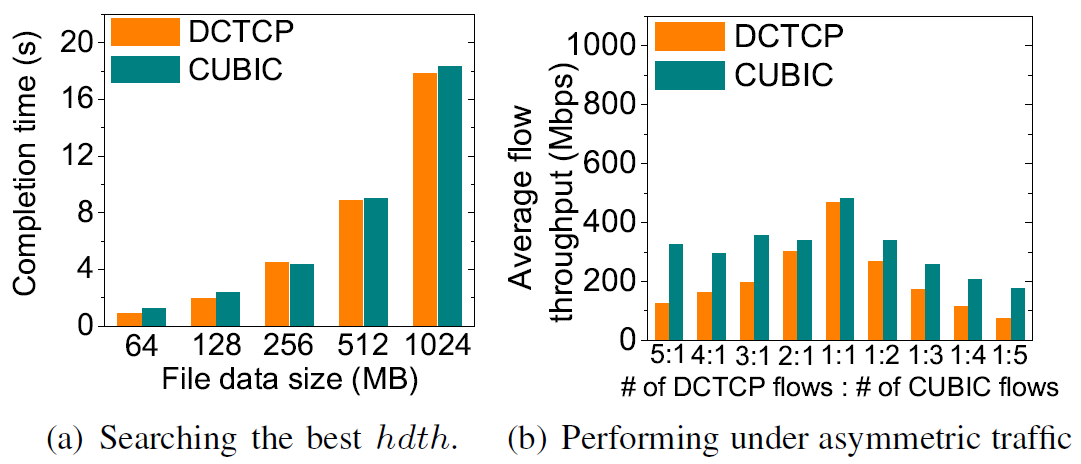 Completion time (s)
20
16
12
8
4
0
DCTCP
CUBIC
64 128 256 512 1024
File data size (MB)
(a) Searching the best hdth.
Average flow
throughput (Mbps)
1000
800
600
400
200
0
DCTCP
CUBIC
5:1 4:1 3:1 2:1 1:1 1:2 1:3 1:4 1:5
# of DCTCP flows : # of CUBIC flows
(b) Performing under asymmetric traffic